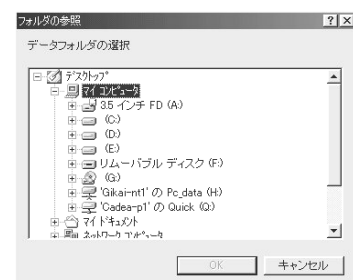 フォルダの参照
データフォルダの選択
ﾃﾞｽｸﾄｯﾌﾟ
ﾏｲ ｺﾝﾋﾟｭｰﾀ
3.5 インチ FD (A:)
(C:)
(D:)
(E:)
リムーバブル ディスク (F:)
(G:)
'Gikai-nt1' の Pc_data (H:)
'Cadea-p1' の Quick (Q:)
ﾏｲ ﾄﾞｷｭﾒﾝﾄ
ﾈｯﾄﾜｰｸ ｺﾝﾋﾟｭｰﾀ
OK
キャンセル